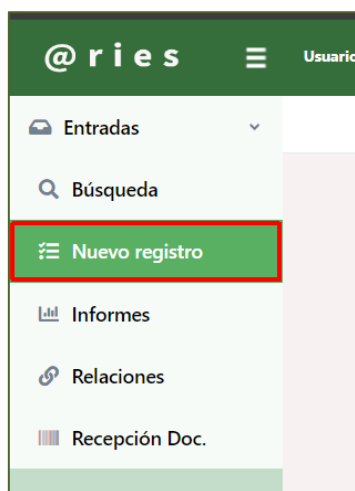 @ries
Usuario
Entradas
Búsqueda
Nuevo registro
Informes
Relaciones
Recepción Doc.